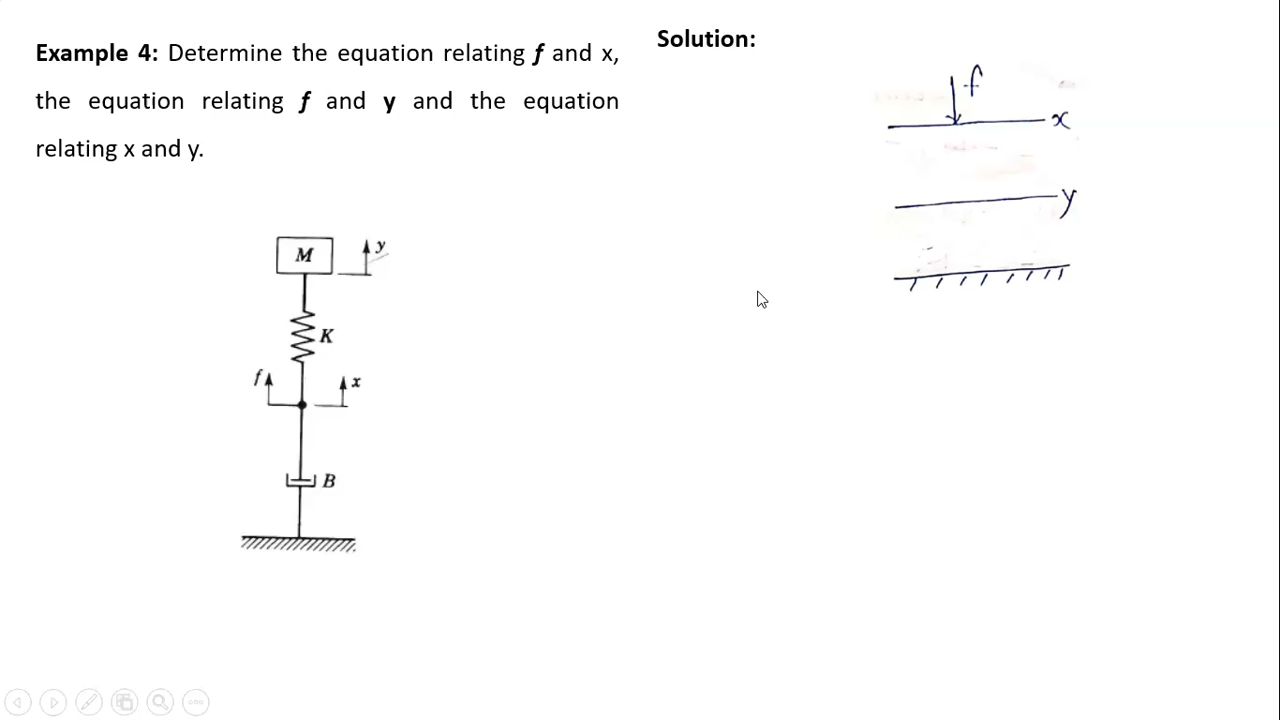 Example 4: Determine the equation relating f and x,
the equation relating f and y and the equation
relating x and y.
Solution:
f
x
y
M
y
K
f
x
B